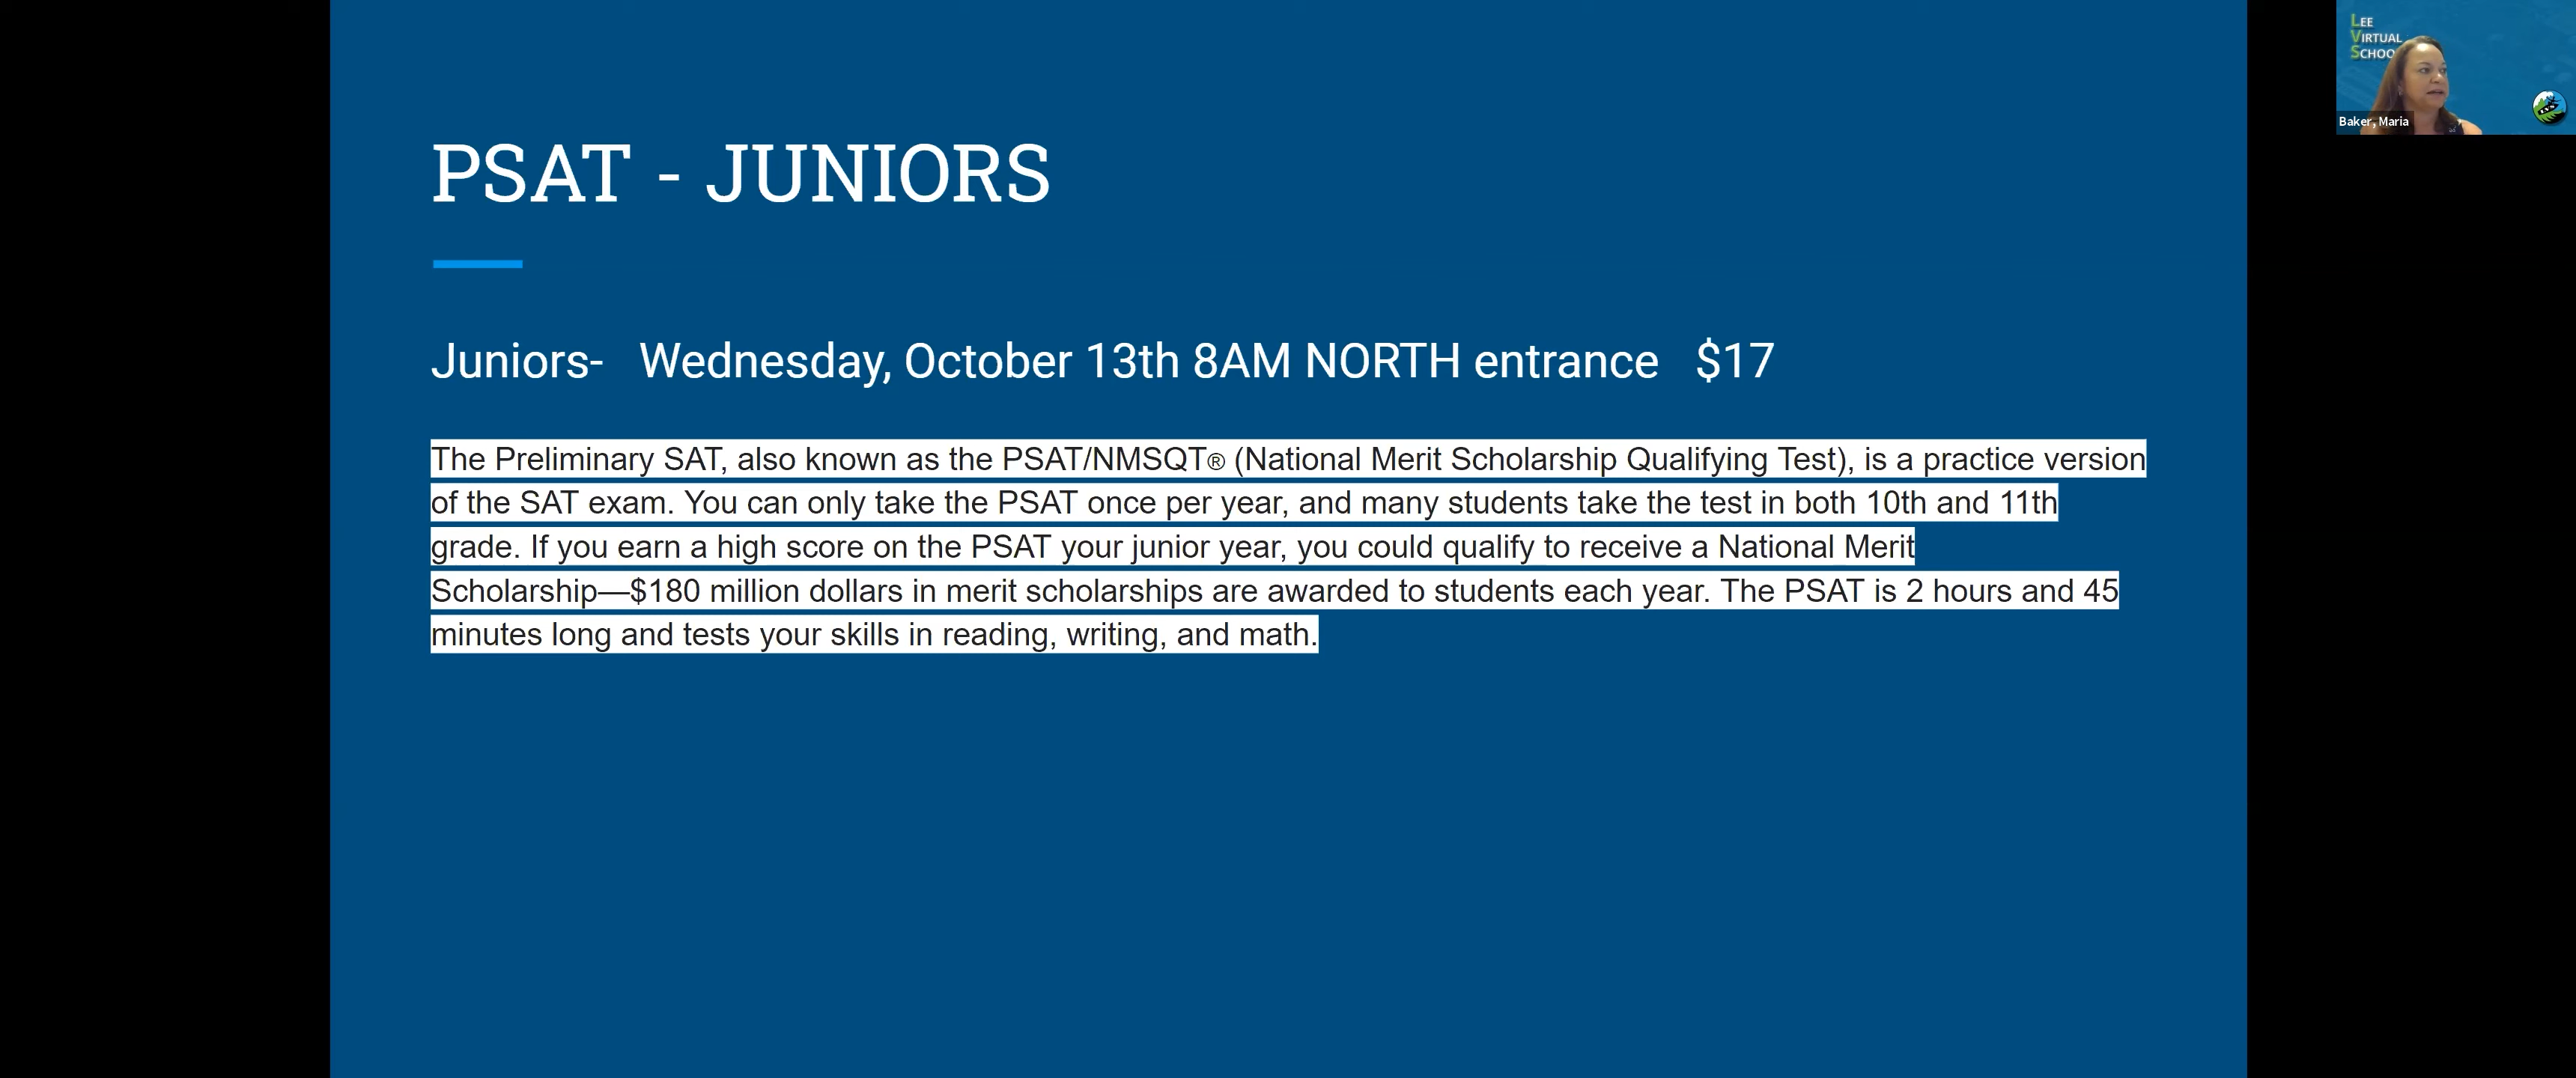 PSAT - JUNIORS
Juniors- Wednesday, October 13th 8AM NORTH entrance $17
The Preliminary SAT, also known as the PSAT/NMSQT® (National Merit Scholarship Qualifying Test), is a practice version
of the SAT exam. You can only take the PSAT once per year, and many students take the test in both 10th and 11th
grade. If you earn a high score on the PSAT your junior year, you could qualify to receive a National Merit
Scholarship—$180 million dollars in merit scholarships are awarded to students each year. The PSAT is 2 hours and 45
minutes long and tests your skills in reading, writing, and math.
LEE
VIRTUAL
SCHOO
Baker, Maria